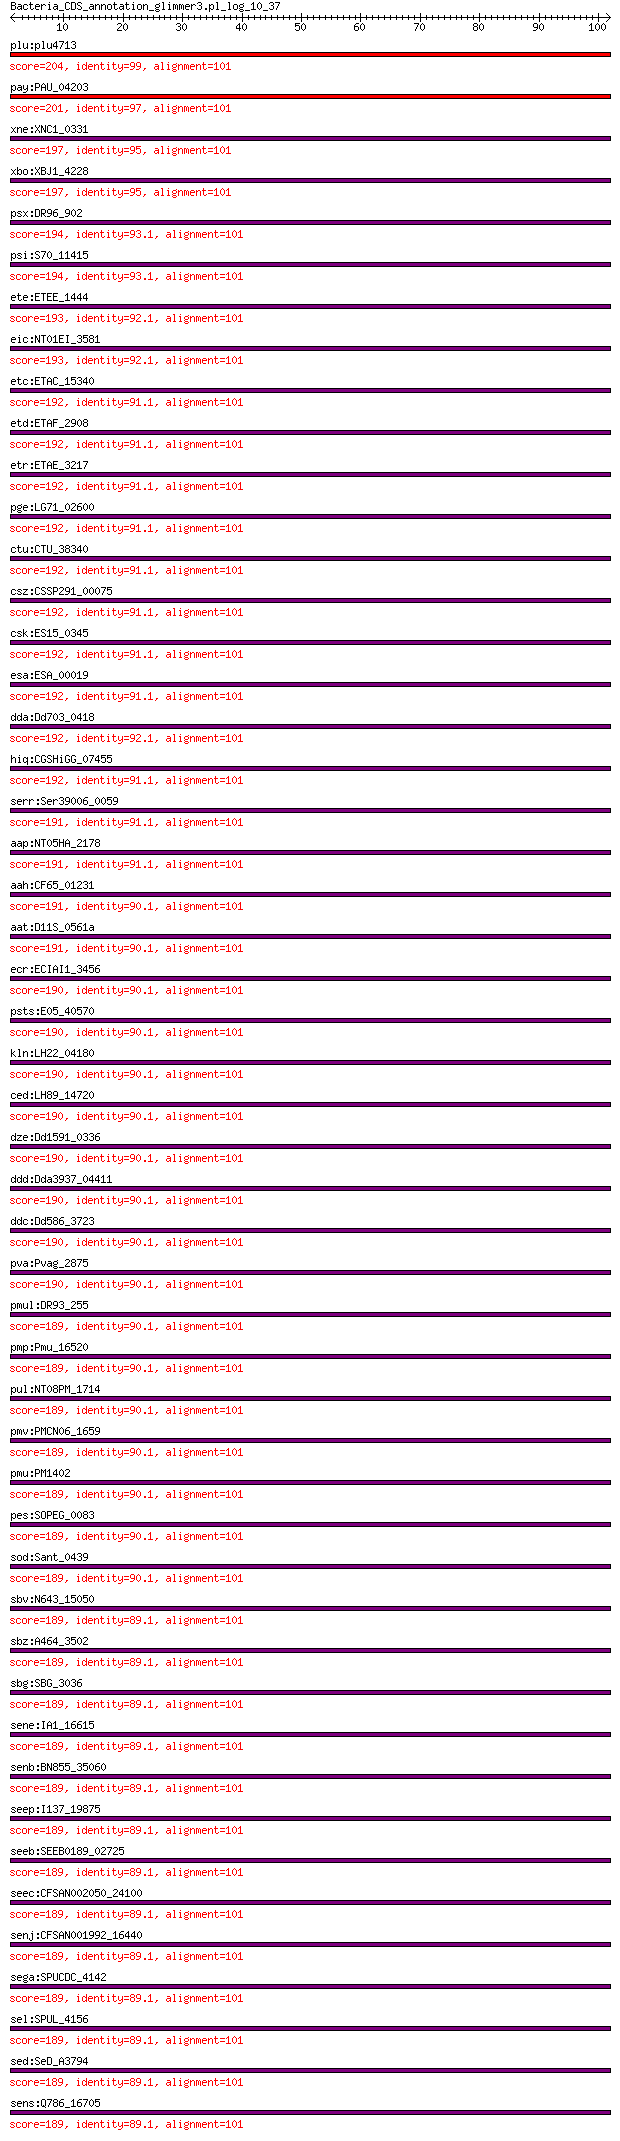 Bacteria_CDS_annotation_glimmer3.pl_log_10_37
10 20 30 40 50 60 70 80 90 100
plu:plu4713
score=204, identity=99, alignment=101
pay:PAU_04203
score=201, identity=97, alignment=101
xne:XNC1_0331
score=197, identity=95, alignment=101
xbo:XBJ1_4228
score=197, identity=95, alignment=101
psx:DR96_902
score=194, identity=93.1, alignment=101
psi:S70_11415
score=194, identity=93.1, alignment=101
ete:ETEE_1444
score=193, identity=92.1, alignment=101
eic:NT01EI_3581
score=193, identity=92.1, alignment=101
etc:ETAC_15340
score=192, identity=91.1, alignment=101
etd:ETAF_2908
score=192, identity=91.1, alignment=101
etr:ETAE_3217
score=192, identity=91.1, alignment=101
pge:LG71_02600
score=192, identity=91.1, alignment=101
ctu:CTU_38340
score=192, identity=91.1, alignment=101
csz:CSSP291_00075
score=192, identity=91.1, alignment=101
csk:ES15_0345
score=192, identity=91.1, alignment=101
esa:ESA_00019
score=192, identity=91.1, alignment=101
dda:Dd703_0418
score=192, identity=92.1, alignment=101
hiq:CGSHiGG_07455
score=192, identity=91.1, alignment=101
serr:Ser39006_0059
score=191, identity=91.1, alignment=101
aap:NT05HA_2178
score=191, identity=91.1, alignment=101
aah:CF65_01231
score=191, identity=90.1, alignment=101
aat:D11S_0561a
score=191, identity=90.1, alignment=101
ecr:ECIAI1_3456
score=190, identity=90.1, alignment=101
psts:E05_40570
score=190, identity=90.1, alignment=101
kln:LH22_04180
score=190, identity=90.1, alignment=101
ced:LH89_14720
score=190, identity=90.1, alignment=101
dze:Dd1591_0336
score=190, identity=90.1, alignment=101
ddd:Dda3937_04411
score=190, identity=90.1, alignment=101
ddc:Dd586_3723
score=190, identity=90.1, alignment=101
pva:Pvag_2875
score=190, identity=90.1, alignment=101
pmul:DR93_255
score=189, identity=90.1, alignment=101
pmp:Pmu_16520
score=189, identity=90.1, alignment=101
pul:NT08PM_1714
score=189, identity=90.1, alignment=101
pmv:PMCN06_1659
score=189, identity=90.1, alignment=101
pmu:PM1402
score=189, identity=90.1, alignment=101
pes:SOPEG_0083
score=189, identity=90.1, alignment=101
sod:Sant_0439
score=189, identity=90.1, alignment=101
sbv:N643_15050
score=189, identity=89.1, alignment=101
sbz:A464_3502
score=189, identity=89.1, alignment=101
sbg:SBG_3036
score=189, identity=89.1, alignment=101
sene:IA1_16615
score=189, identity=89.1, alignment=101
senb:BN855_35060
score=189, identity=89.1, alignment=101
seep:I137_19875
score=189, identity=89.1, alignment=101
seeb:SEEB0189_02725
score=189, identity=89.1, alignment=101
seec:CFSAN002050_24100
score=189, identity=89.1, alignment=101
senj:CFSAN001992_16440
score=189, identity=89.1, alignment=101
sega:SPUCDC_4142
score=189, identity=89.1, alignment=101
sel:SPUL_4156
score=189, identity=89.1, alignment=101
sed:SeD_A3794
score=189, identity=89.1, alignment=101
sens:Q786_16705
score=189, identity=89.1, alignment=101